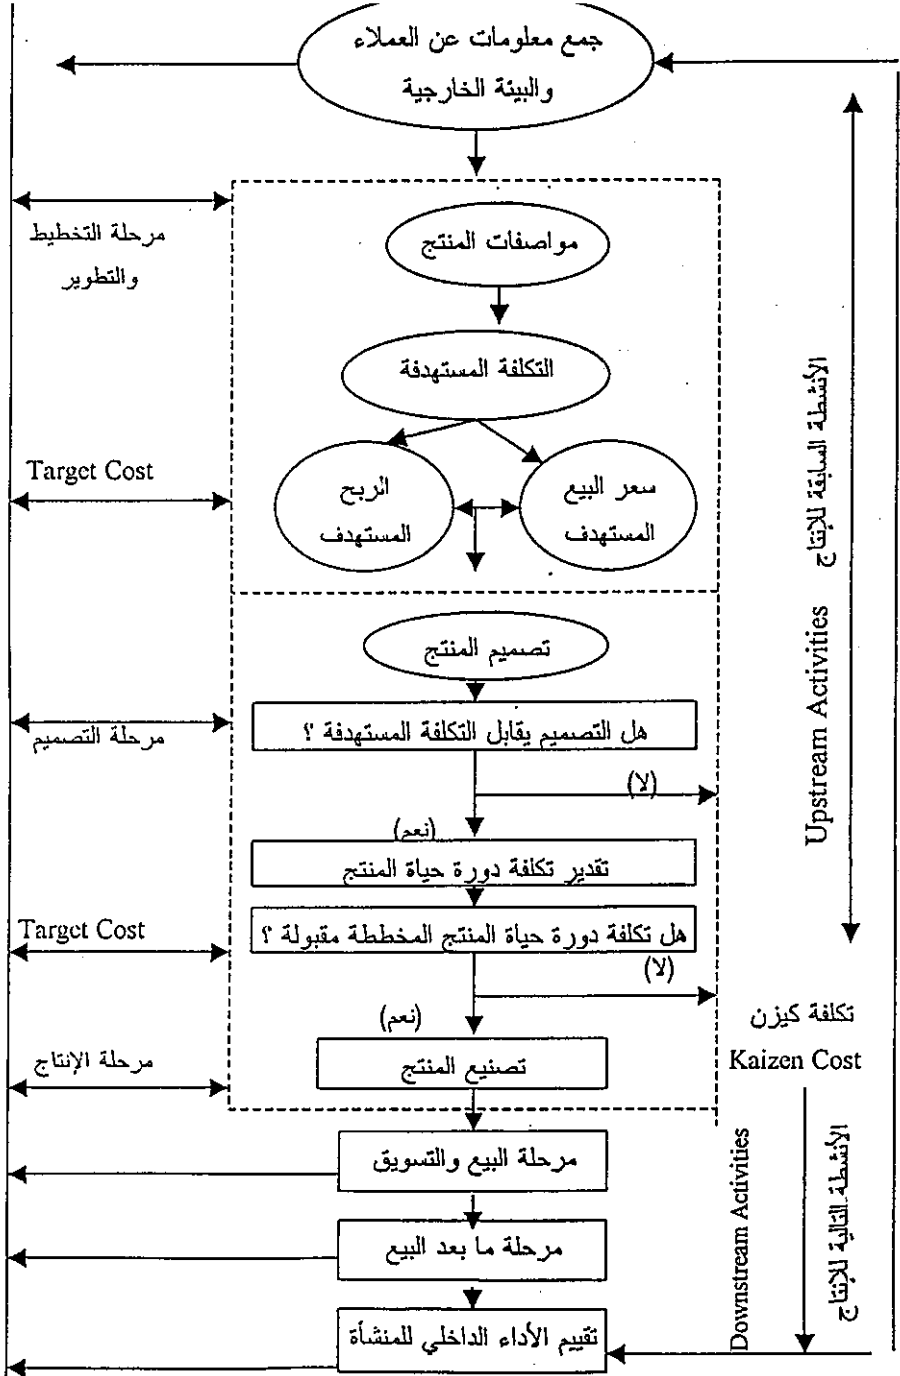 جمع معلومات عن العملاء
والبيئة الخارجية
مرحلة التخطيط
والتطوير
مواصفات المنتج
التكلفة المستهدفة
Target Cost
سعر البيع
المستهدف
الربح
المستهدف
الأنشطة السابقة للإنتاج
Upstream Activities
تصميم المنتج
مرحلة التصميم
هل التصميم يقابل التكلفة المستهدفة ؟
(لا)
(نعم)
تقدير تكلفة دورة حياة المنتج
Target Cost
هل تكلفة دورة حياة المنتج المخططة مقبولة ؟
(لا)
(نعم)
تكلفة كيزن
Kaizen Cost
مرحلة الإنتاج
تصنيع المنتج
مرحلة البيع والتسويق
مرحلة ما بعد البيع
تقييم الأداء الداخلي للمنشأة
Downstream Activities
الأنشطة التالية للإنتاج